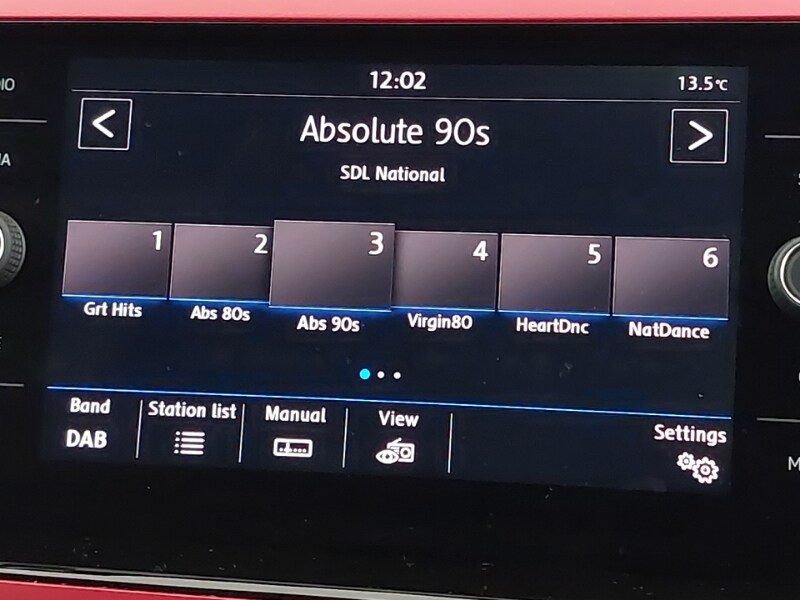 12:02
13.5°C
<
Absolute 90s
>
SDL National
1 2 3 4 5 6
Grt Hits Abs 80s Abs 90s Virgin80 HeartDnc NatDance
Band Station list Manual View Settings
DAB